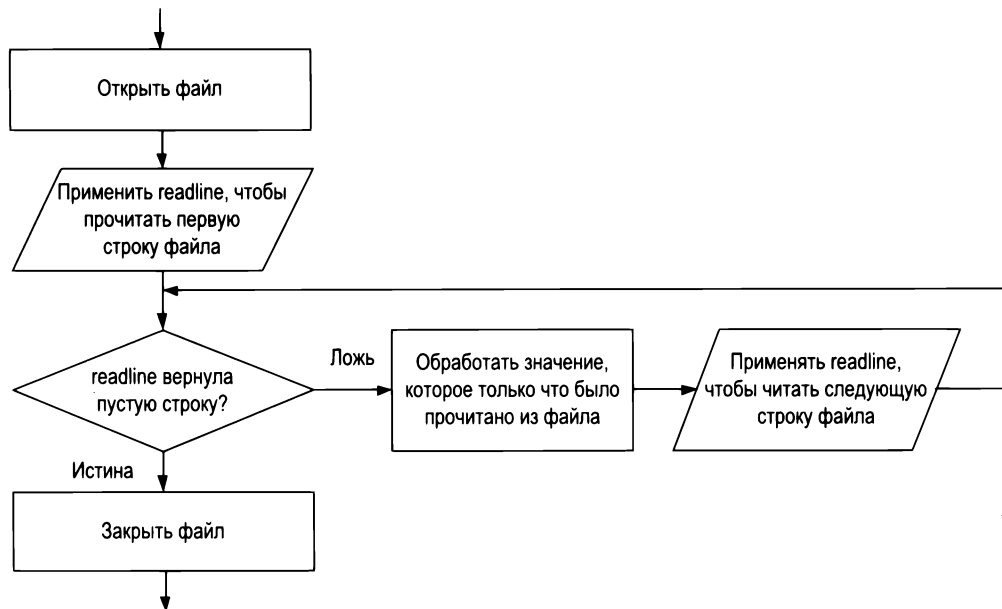 Открыть файл
Применить readline, чтобы
прочитать первую
строку файла
readline вернула
пустую строку?
Ложь
Обработать значение,
которое только что было
прочитано из файла
Применять readline,
чтобы читать следующую
строку файла
Истина
Закрыть файл